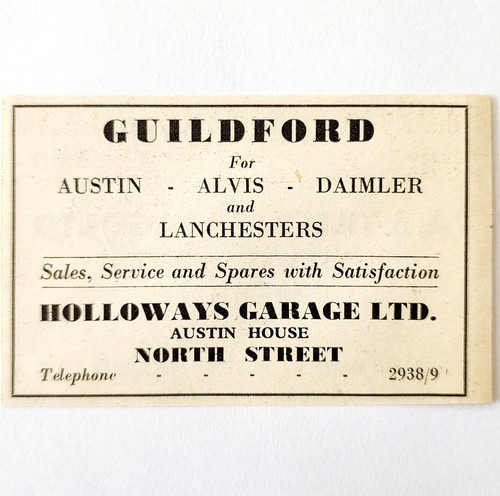 GUILDFORD
For
AUSTIN - ALVIS - DAIMLER
and
LANCHESTERS
Sales, Service and Spares with Satisfaction
HOLLOWAYS GARAGE LTD.
AUSTIN HOUSE
NORTH STREET
Telephone - - - - - 2938/9